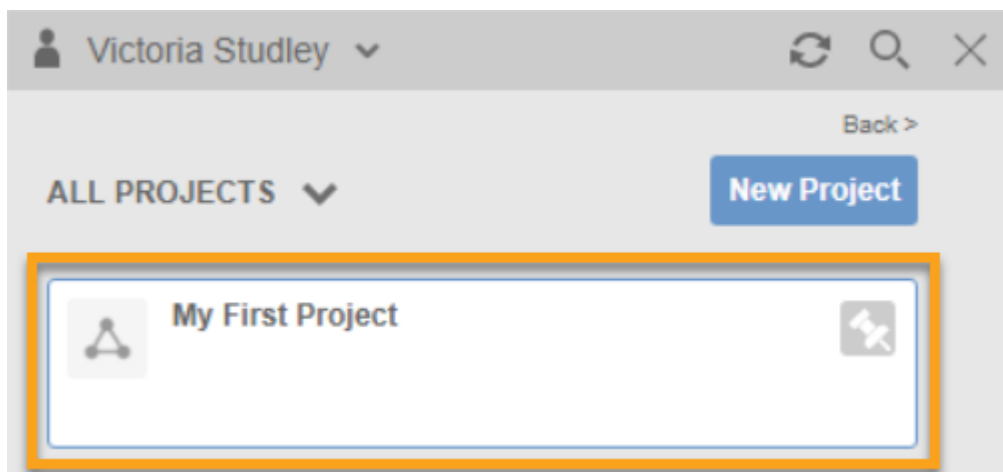 Victoria Studley
Back >
ALL PROJECTS
New Project
My First Project